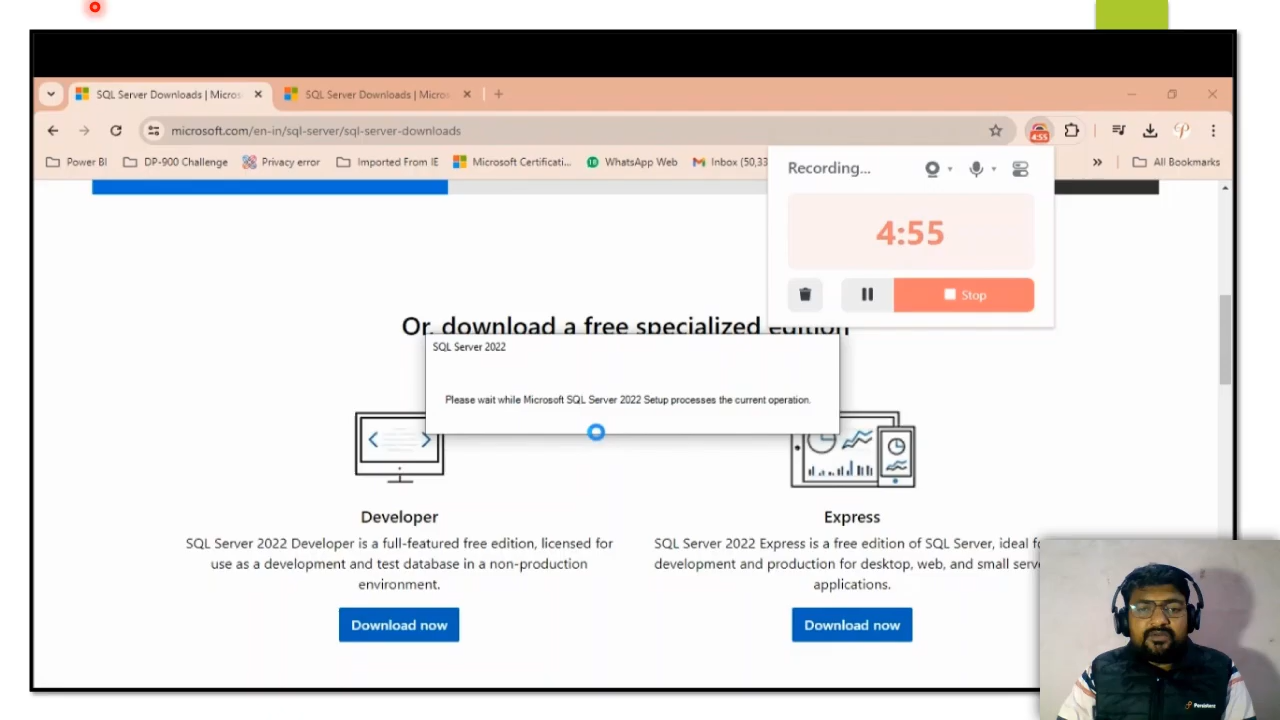 SQL Server Downloads | Micros
SQL Server Downloads | Micros
microsoft.com/en-in/sql-server/sql-server-downloads
4:55
Power BI
DP-900 Challenge
Privacy error
Imported From IE
Microsoft Certificati...
WhatsApp Web
Inbox (50,33
»
All Bookmarks
Recording...
4:55
Stop
Or, download a free specialized edition
SQL Server 2022
Please wait while Microsoft SQL Server 2022 Setup processes the current operation.
Developer
SQL Server 2022 Developer is a full-featured free edition, licensed for
use as a development and test database in a non-production
environment.
Download now
Express
SQL Server 2022 Express is a free edition of SQL Server, ideal fo
development and production for desktop, web, and small serve
applications.
Download now
Persistent